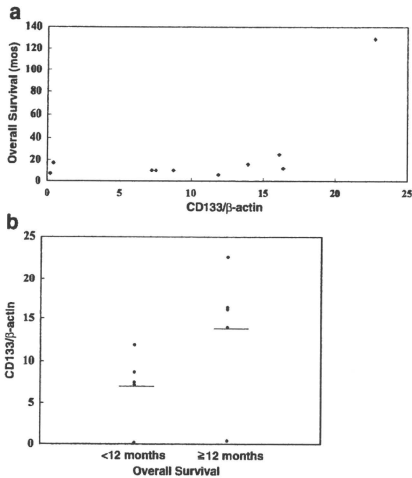 a
140
120
100
80
60
40
20
0
Overall Survival (mos)
0 5 10 15 20 25
CD133/β-actin
b
25
20
15
10
5
0
CD133/β-actin
<12 months ≥12 months
Overall Survival